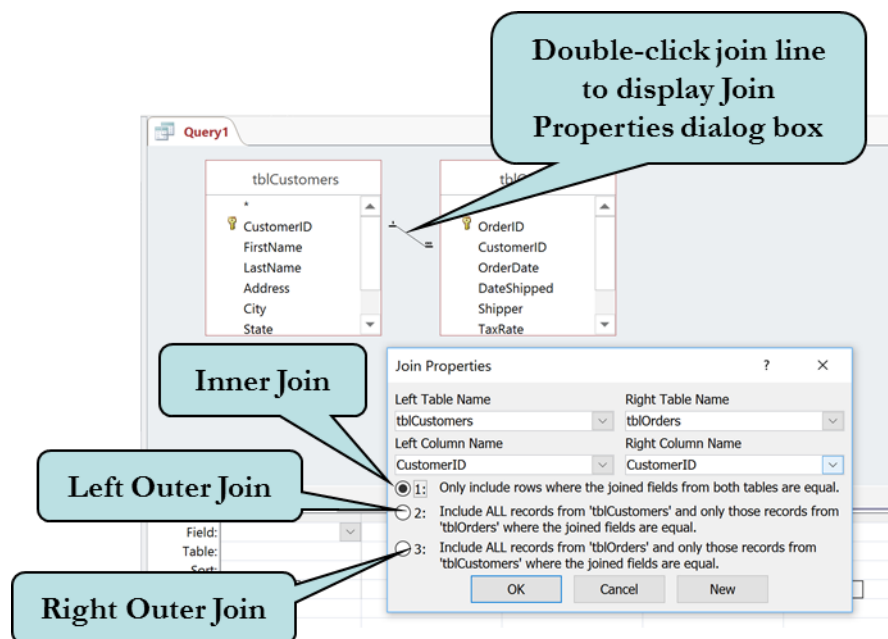 Double-click join line
to display Join
Properties dialog box
Query1
tblCustomers
*
CustomerID
FirstName
LastName
Address
City
State
OrderID
CustomerID
OrderDate
DateShipped
Shipper
TaxRate
Inner Join
Left Outer Join
Right Outer Join
Join Properties
?
Left Table Name
Right Table Name
tblCustomers
tblOrders
Left Column Name
Right Column Name
CustomerID
CustomerID
1: Only include rows where the joined fields from both tables are equal.
2: Include ALL records from 'tblCustomers' and only those records from
'tblOrders' where the joined fields are equal.
3: Include ALL records from 'tblOrders' and only those records from
'tblCustomers' where the joined fields are equal.
OK
Cancel
New
Field:
Table:
Sort: